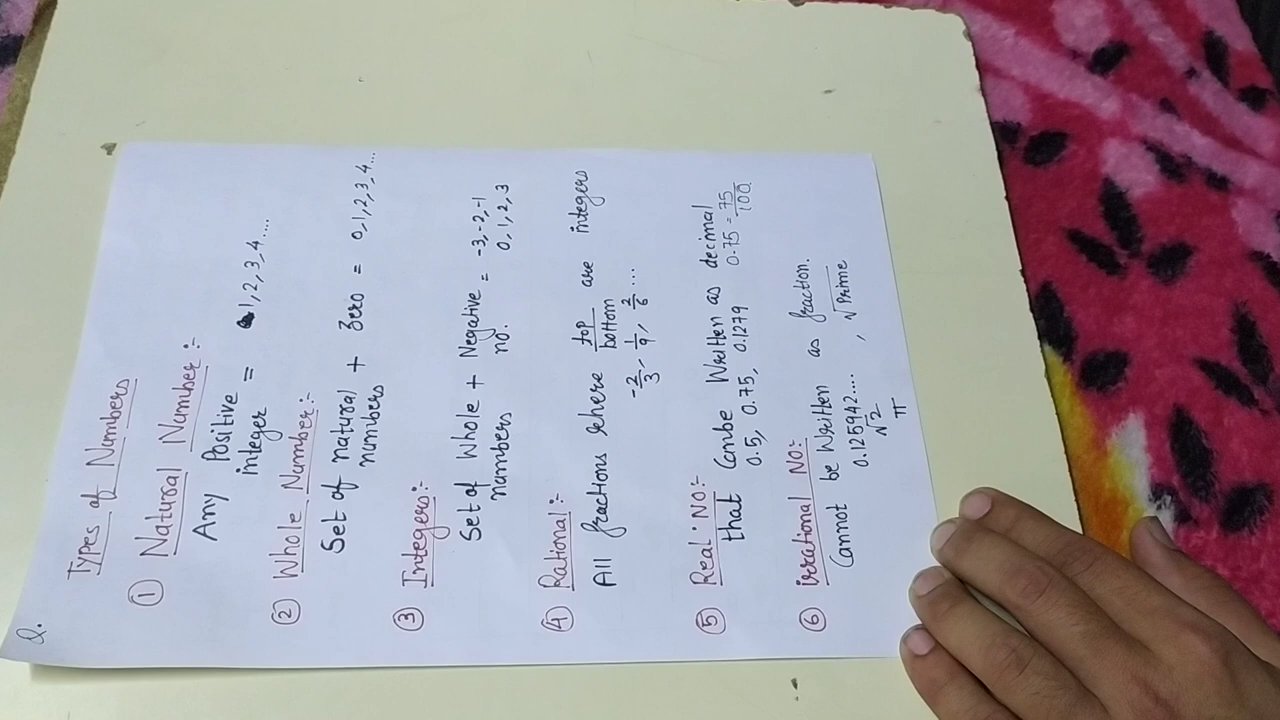 Q.
Types of Numbers
① Natural Number :-
Any Positive integer = 1, 2, 3, 4....
② Whole Number:-
Set of natural numbers + Zero = 0, 1, 2, 3, 4...
③ Integers:-
Set of Whole numbers + Negative no. = -3, -2, -1
0, 1, 2, 3
④ Rational :-
All fractions where top/bottom are integers
-2/3, 1/9, 2/6 ...
⑤ Real NO:-
that Canbe Written as decimal
0.5, 0.75, 0.1279 0.75 = 75/100
⑥ irrational NO:-
Cannot be Written as fraction.
0.125942...., √Prime
√2
π